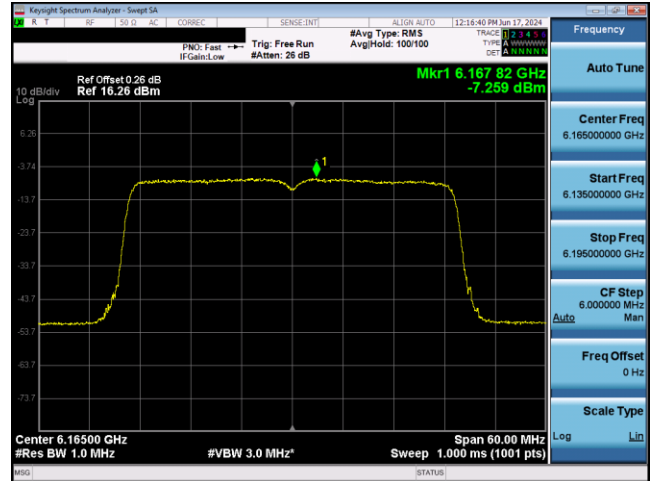 Keysight Spectrum Analyzer - Swept SA
R T RF 50 Ω AC CORREC SENSE:INT ALIGN AUTO 12:16:40 PM Jun 17, 2024
Frequency
PNO: Fast
IFGain:Low
Trig: Free Run
#Atten: 26 dB
#Avg Type: RMS
Avg|Hold: 100/100
TRACE 1 2 3 4 5 6
TYPE A WWWWW
DET A N N N N N
Auto Tune
Ref Offset 0.26 dB
10 dB/div Ref 16.26 dBm
Log
Mkr1 6.167 82 GHz
-7.259 dBm
6.26
-3.74
-13.7
-23.7
-33.7
-43.7
-53.7
-63.7
-73.7
1
Center Freq
6.165000000 GHz
Start Freq
6.135000000 GHz
Stop Freq
6.195000000 GHz
CF Step
6.000000 MHz
Auto Man
Freq Offset
0 Hz
Scale Type
Log Lin
Center 6.16500 GHz Span 60.00 MHz
#Res BW 1.0 MHz #VBW 3.0 MHz* Sweep 1.000 ms (1001 pts)
MSG STATUS